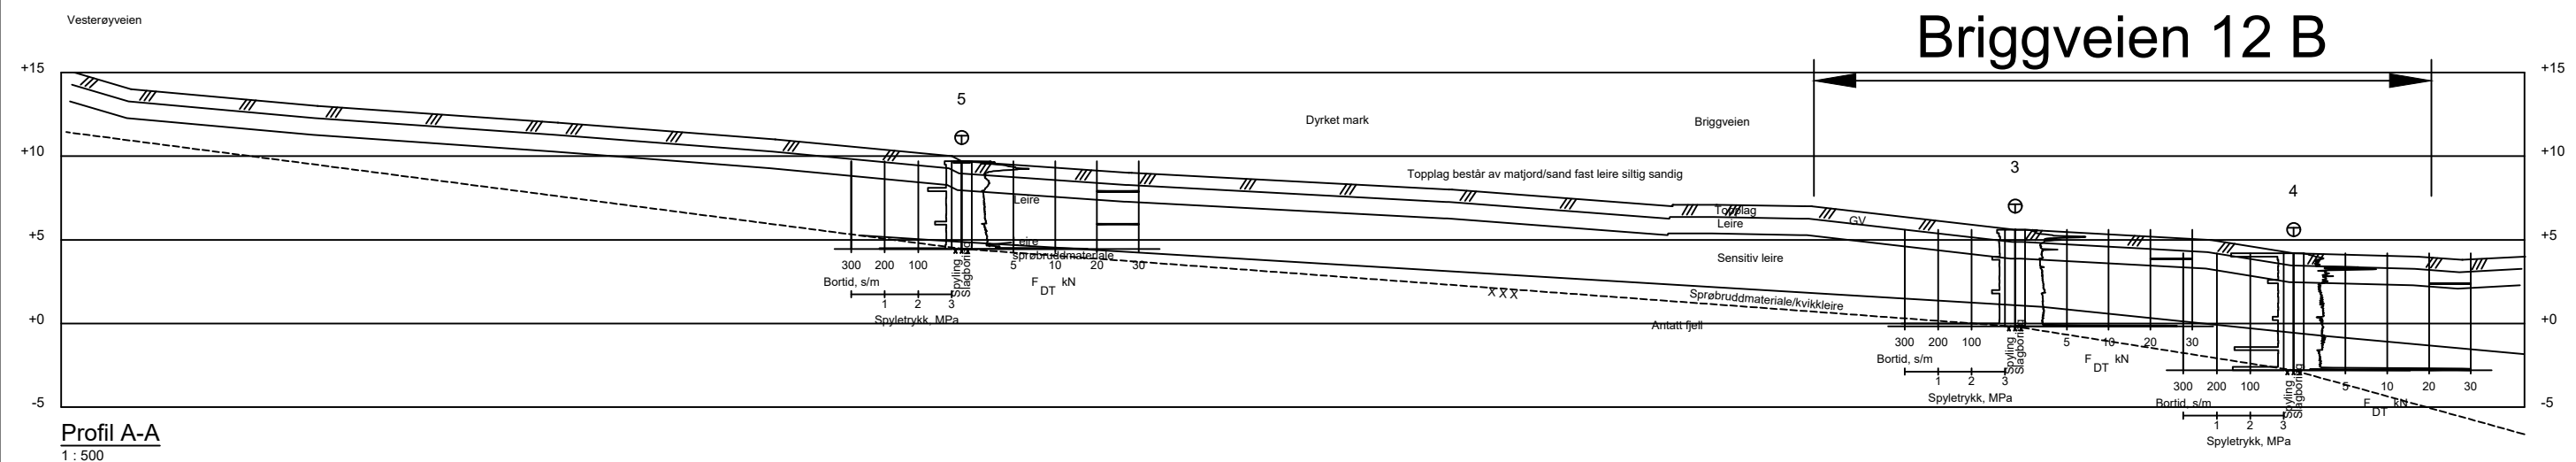 Vesterøyveien
Briggveien 12 B
+15
+15
5
Dyrket mark
Briggveien
+10
+10
3
Topplag består av matjord/sand fast leire siltig sandig
4
Leire
Topplag
GV
Leire
+5
+5
Leire
sprøbruddmateriale
Sensitiv leire
300 200 100
5 10 20 30
Bortid, s/m
Spyling
Slagboring
F DT kN
1 2 3
Spyletrykk, MPa
XXX
Sprøbruddmateriale/kvikkleire
Antatt fjell
+0
+0
300 200 100
5 10 20 30
Bortid, s/m
Spyling
Slagboring
F DT kN
1 2 3
Spyletrykk, MPa
300 200 100
5 10 20 30
Bortid, s/m
Spyling
Slagboring
F DT kN
1 2 3
Spyletrykk, MPa
-5
-5
Profil A-A
1 : 500